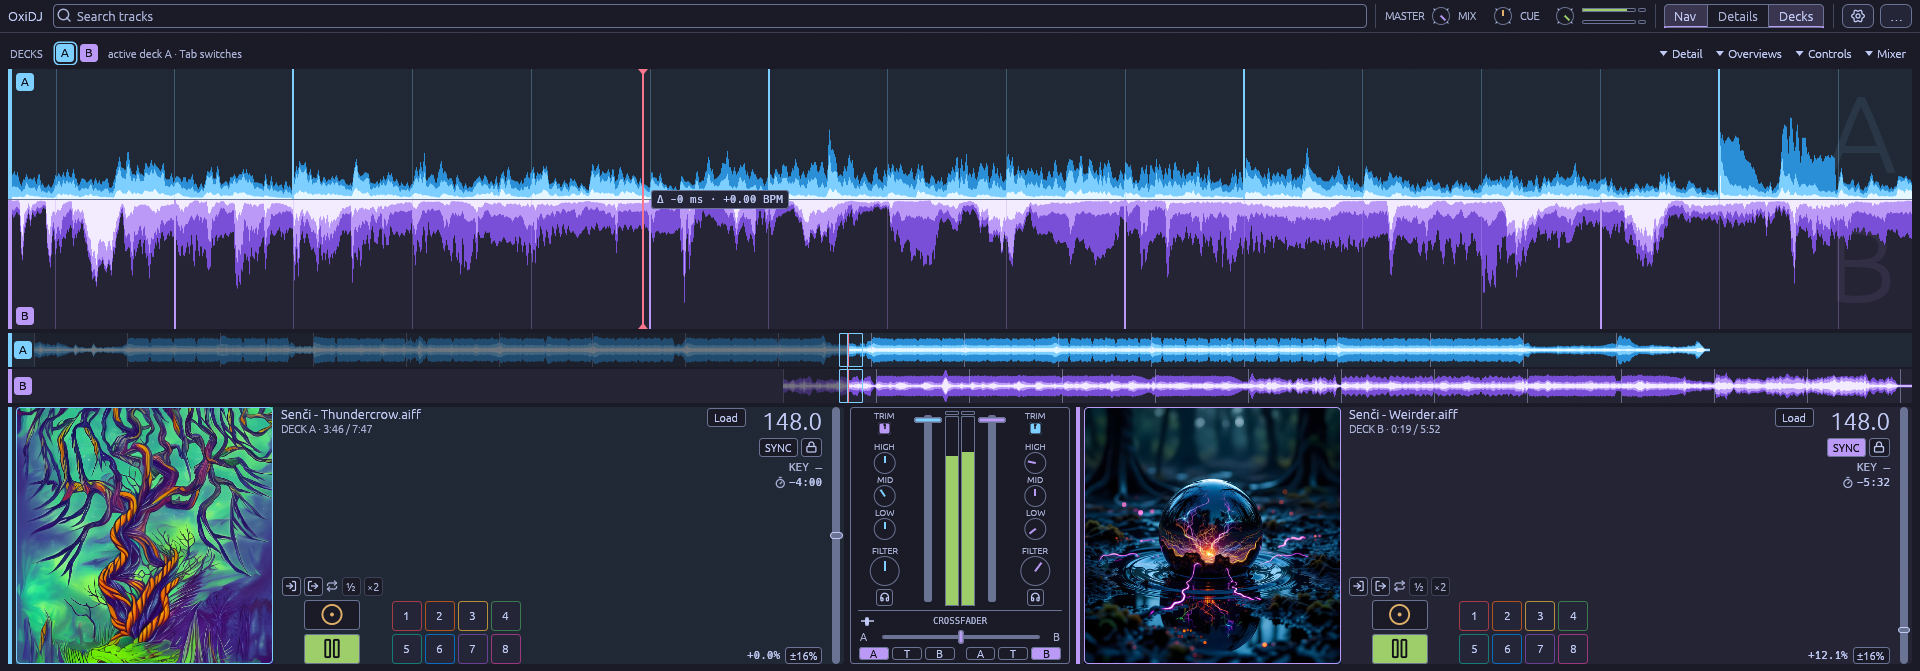 OxiDJ Search tracks MASTER MIX CUE Nav Details Decks ...
DECKS A B active deck A · Tab switches Detail Overviews Controls Mixer
A
A
Δ -0 ms · +0.00 BPM
B
B
A
B
Senči - Thundercrow.aiff
DECK A · 3:46 / 7:47
Load
148.0
SYNC
KEY –
−4:00
½ ×2
1 2 3 4
5 6 7 8
+0.0% ±16%
TRIM TRIM
HIGH HIGH
MID MID
LOW LOW
FILTER FILTER
CROSSFADER
A B
A T B A T B
Senči - Weirder.aiff
DECK B · 0:19 / 5:52
Load
148.0
SYNC
KEY –
−5:32
½ ×2
1 2 3 4
5 6 7 8
+12.1% ±16%